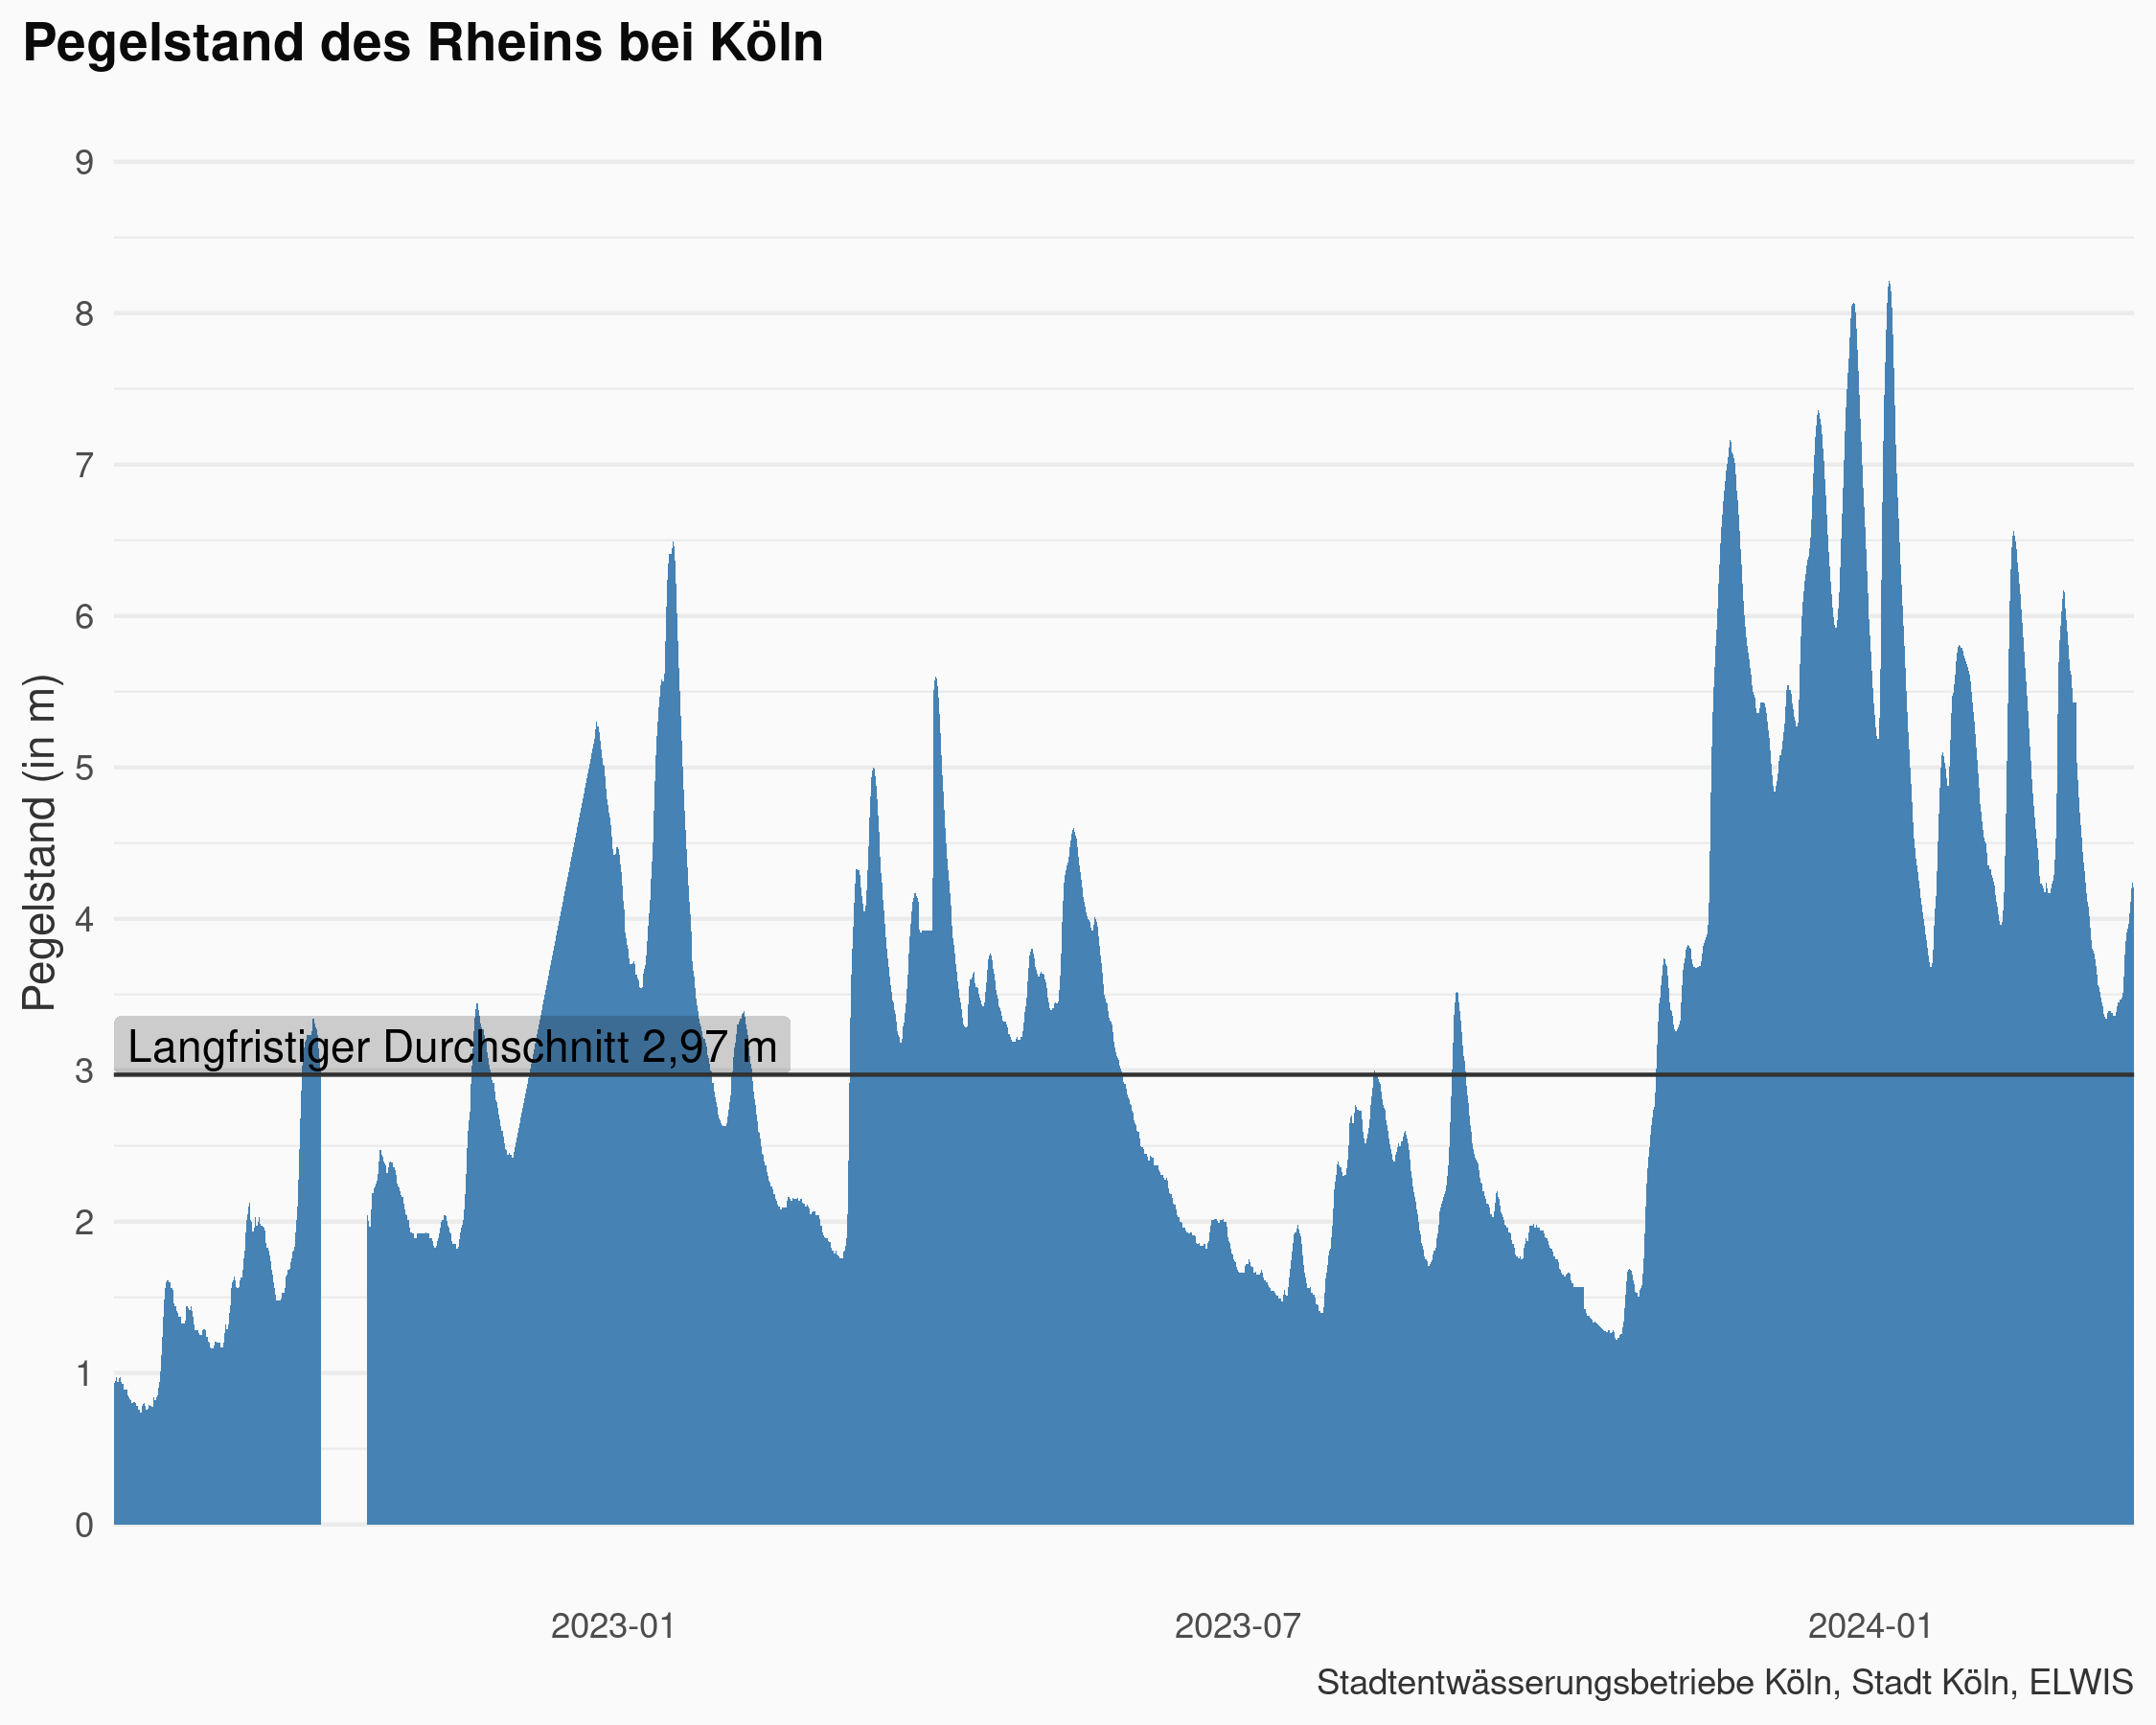 Pegelstand des Rheins bei Köln
Pegelstand (in m)
9
8
7
6
5
4
3
2
1
0
Langfristiger Durchschnitt 2,97 m
2023-01 2023-07 2024-01
Stadtentwässerungsbetriebe Köln, Stadt Köln, ELWIS